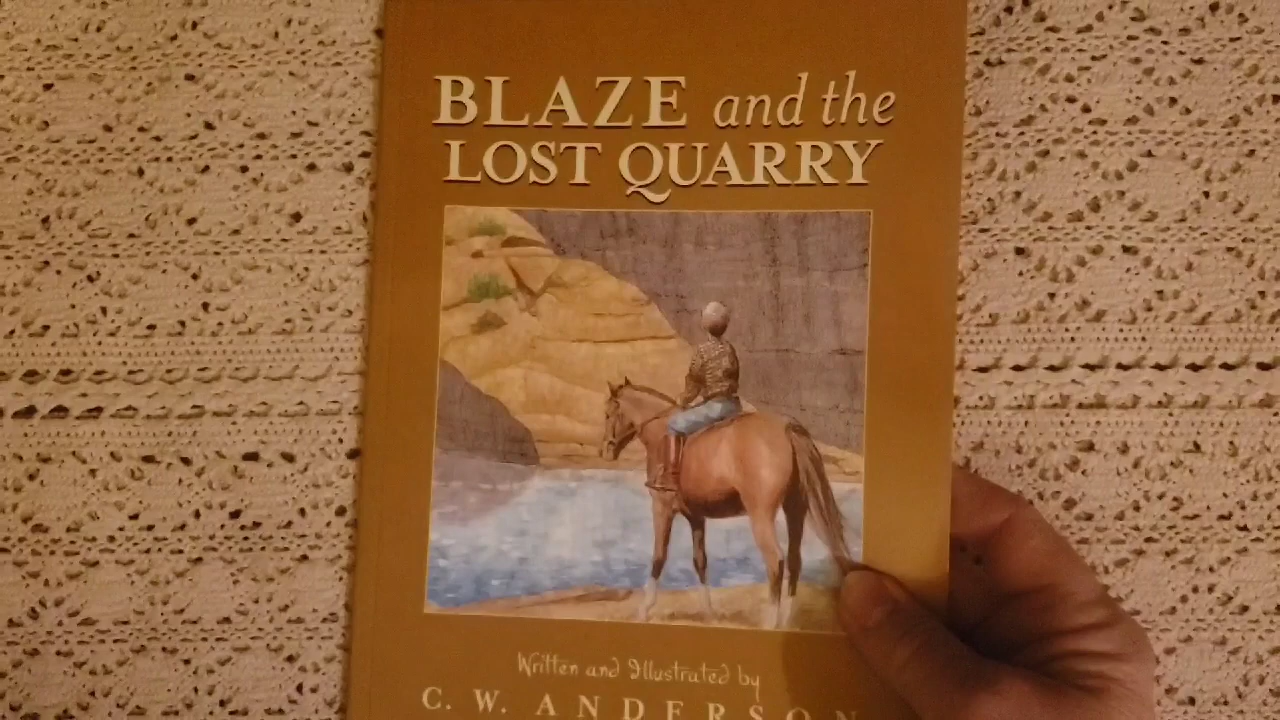 BLAZE and the
LOST QUARRY
Written and Illustrated by
C. W. ANDERSON